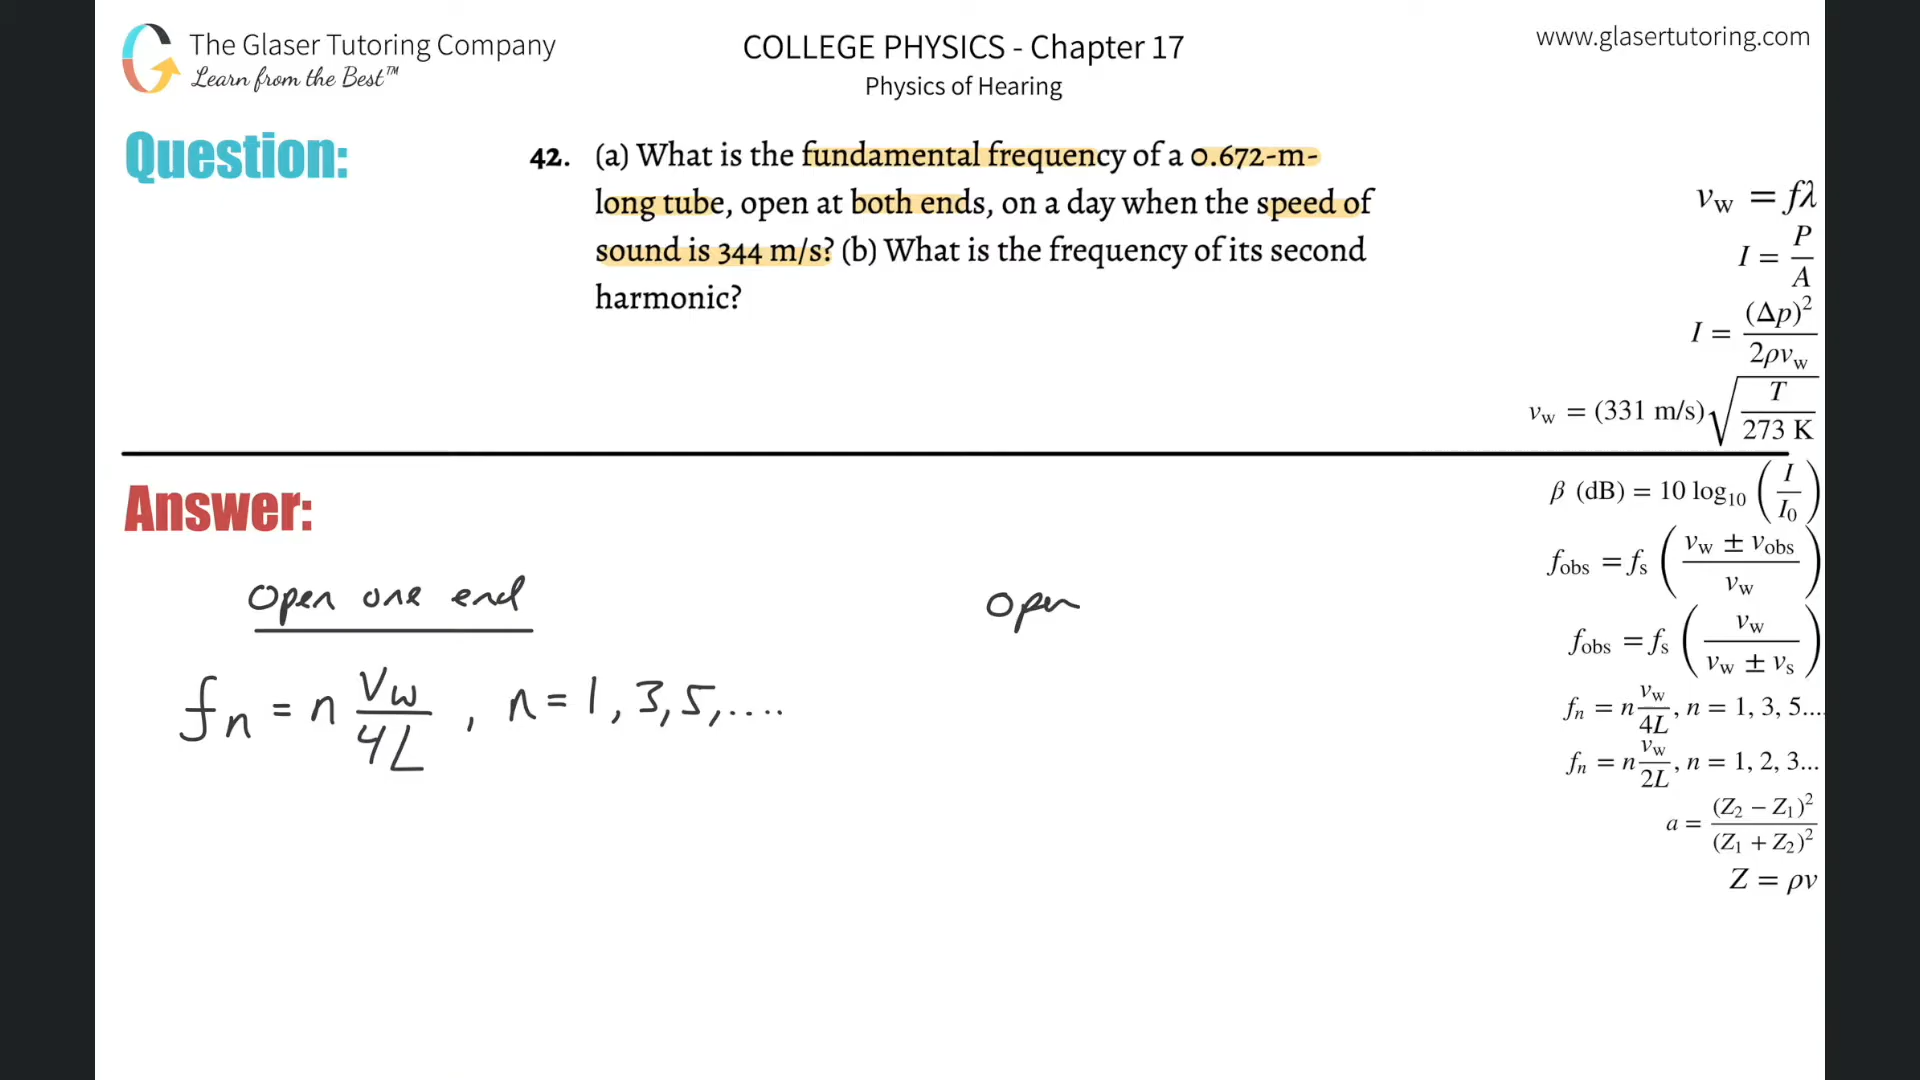 The Glaser Tutoring Company
Learn from the Best™
COLLEGE PHYSICS - Chapter 17
Physics of Hearing
www.glasertutoring.com
Question:
42. (a) What is the fundamental frequency of a 0.672-m-
long tube, open at both ends, on a day when the speed of
sound is 344 m/s? (b) What is the frequency of its second
harmonic?
v_w = fλ
I = P/A
I = (Δp)²/(2ρv_w)
v_w = (331 m/s)√(T/273 K)
Answer:
β (dB) = 10 log₁₀ (I/I₀)
f_obs = f_s ((v_w ± v_obs)/v_w)
f_obs = f_s (v_w/(v_w ± v_s))
f_n = n v_w/4L, n = 1, 3, 5...
f_n = n v_w/2L, n = 1, 2, 3...
a = (Z₂ − Z₁)²/(Z₁ + Z₂)²
Z = ρv
open one end
open
f_n = n V_w/4L , n = 1, 3, 5, ....